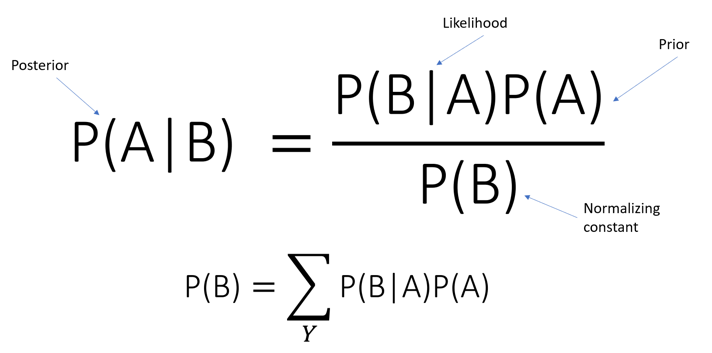 Likelihood
Prior
Posterior
P(A|B) = P(B|A)P(A)
P(B)
Normalizing
constant
P(B) = ∑ P(B|A)P(A)
Y